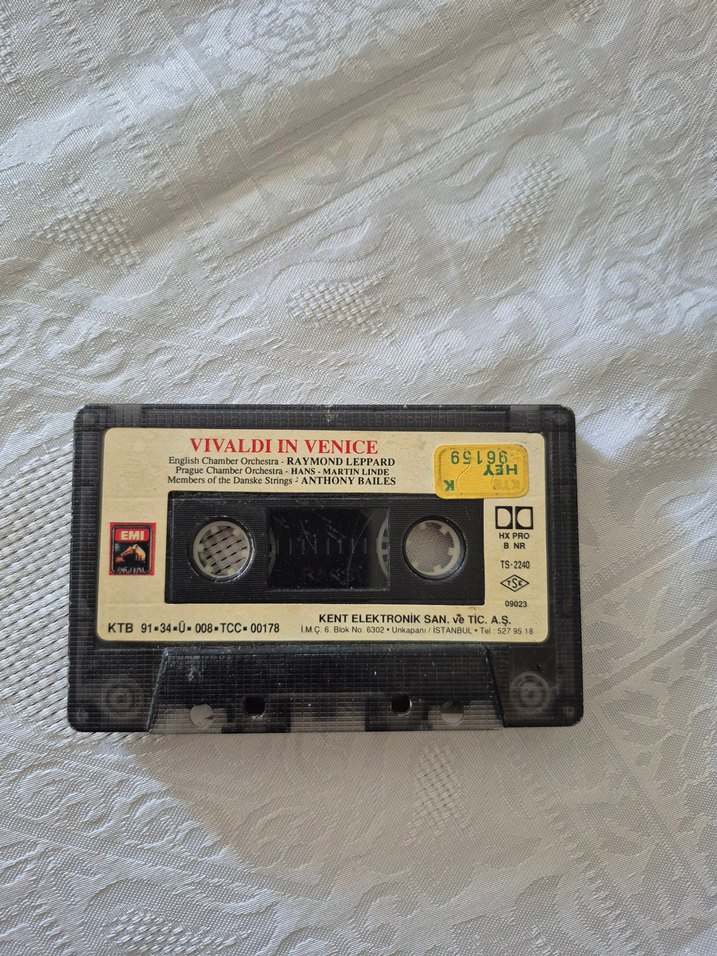 VIVALDI IN VENICE
English Chamber Orchestra - RAYMOND LEPPARD
Prague Chamber Orchestra - HANS - MARTIN LINDE
Members of the Danske Strings - ANTHONY BAILES
K KTB
HEY
96159
EMI
DIGITAL
HX PRO
B NR
TS-2240
TSE
09023
KTB 91-34-Ü-008-TCC-00178
KENT ELEKTRONİK SAN. ve TİC. A.Ş.
İ.M.Ç. 6. Blok No. 6302 • Unkapanı / İSTANBUL • Tel : 527 95 18